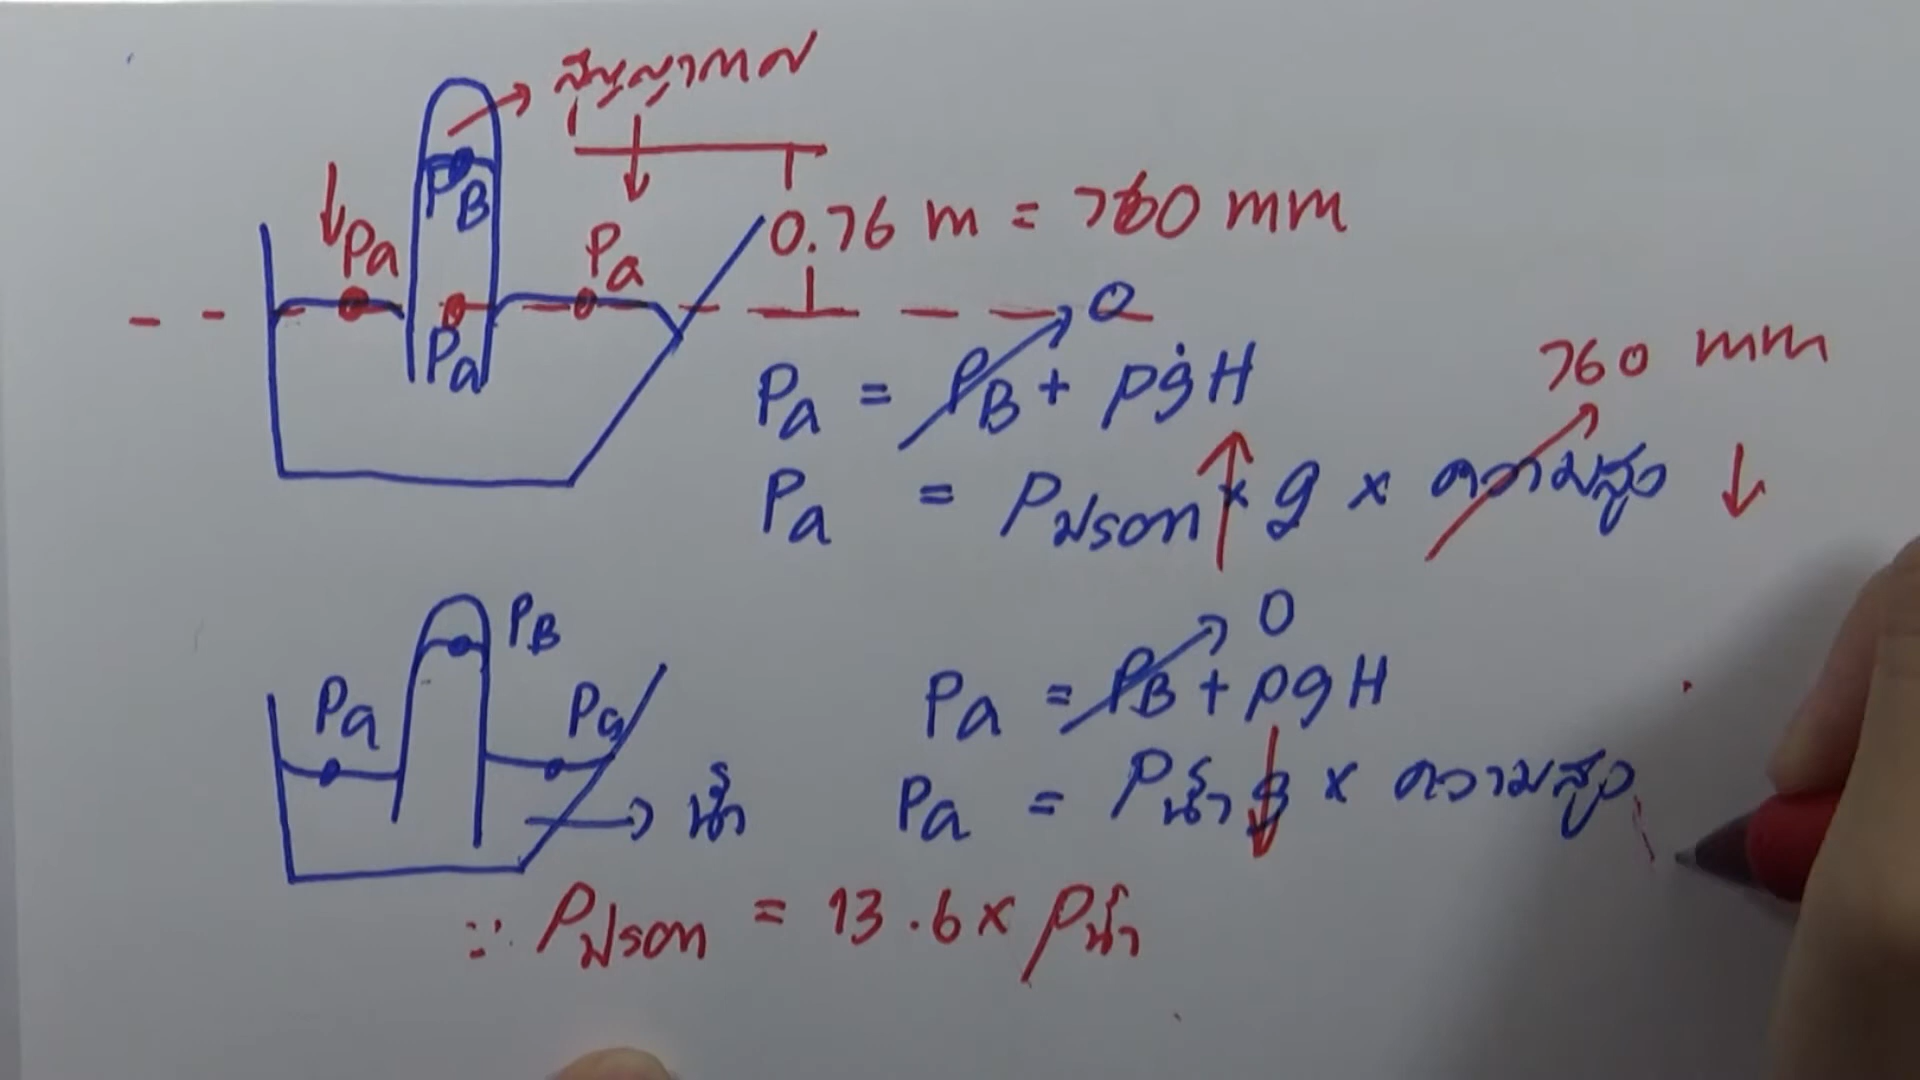 สุญญากาศ
PB
0.76 m = 760 mm
Pa Pa
Pa
0
Pa = PB + ρgH
760 mm
Pa = ρปรอท × g × ความสูง
PB
0
Pa Pa
Pa = PB + ρgH
น้ำ
Pa = ρน้ำ g × ความสูง
∵ ρปรอท = 13.6 × ρน้ำ